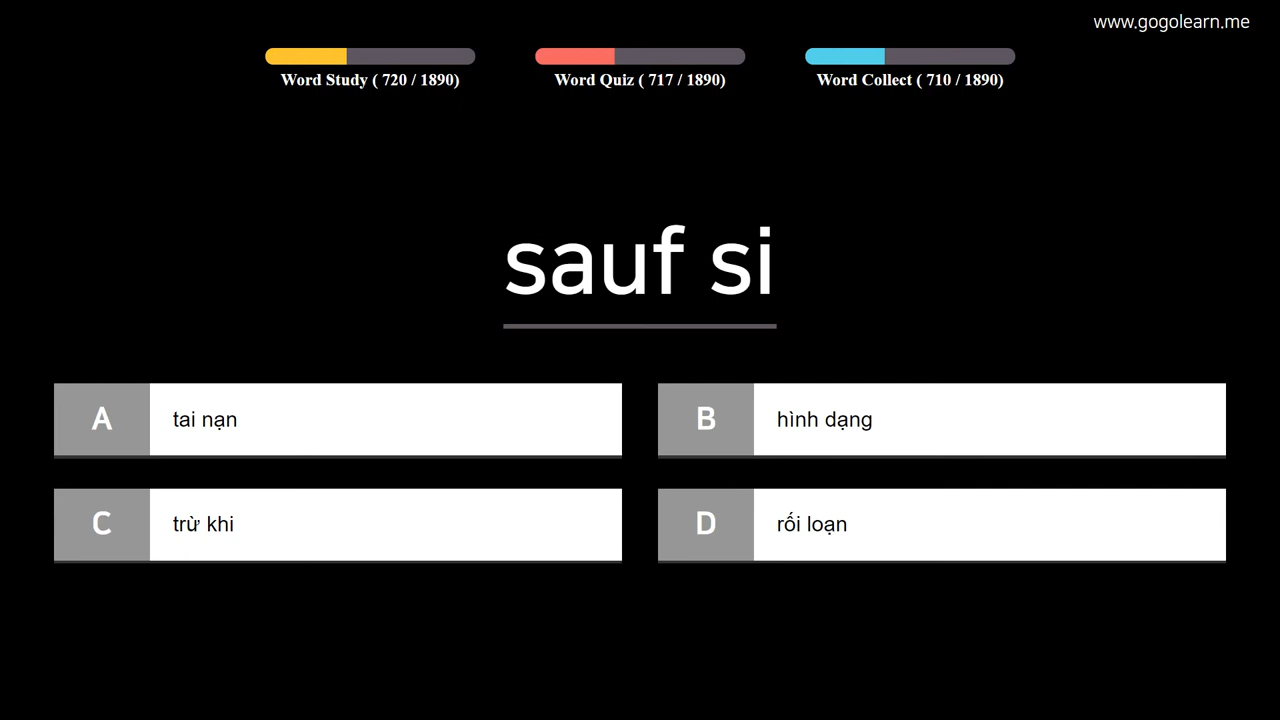 www.gogolearn.me
Word Study ( 720 / 1890)
Word Quiz ( 717 / 1890)
Word Collect ( 710 / 1890)
sauf si
A tai nạn
B hình dạng
C trừ khi
D rối loạn